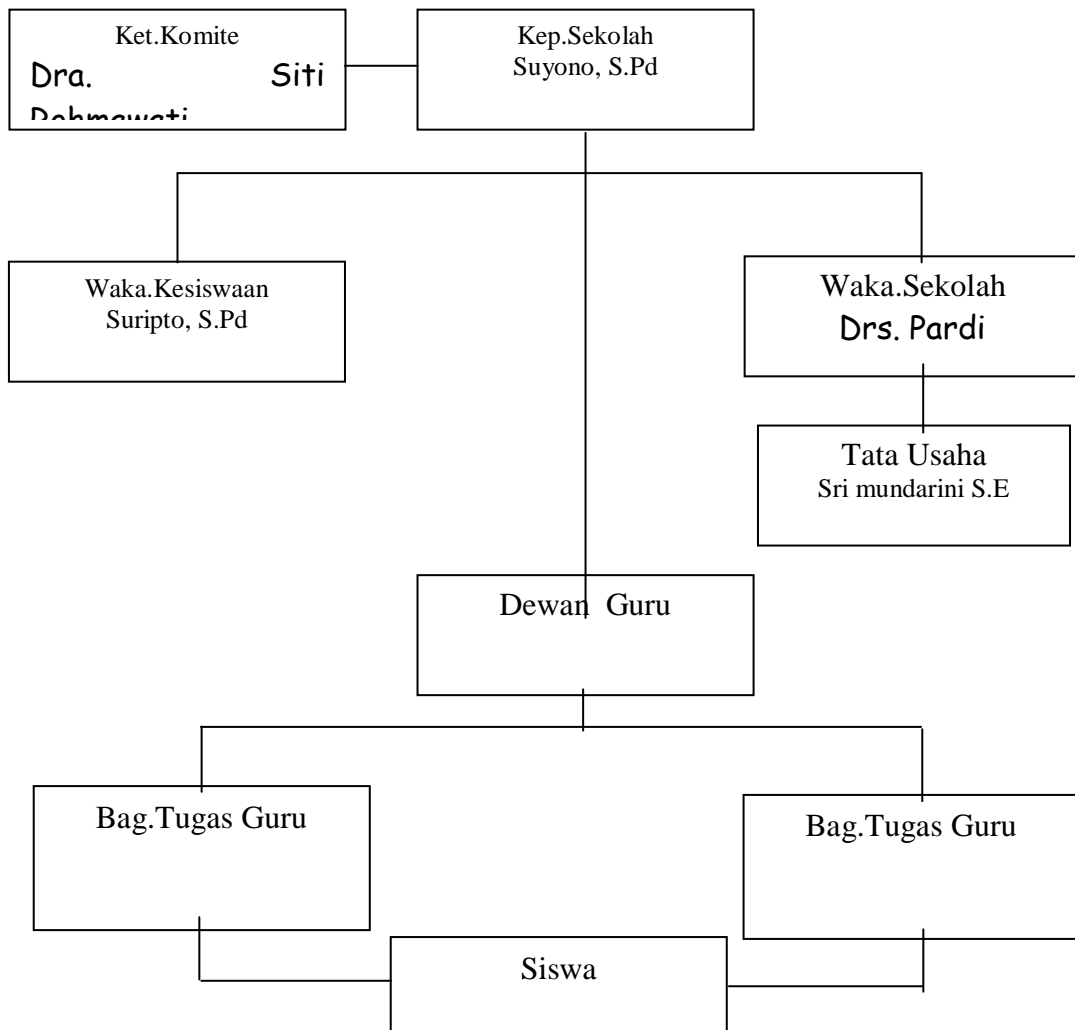 Ket.Komite
Dra. Siti
Kep.Sekolah
Suyono, S.Pd
Waka.Kesiswaan
Suripto, S.Pd
Waka.Sekolah
Drs. Pardi
Tata Usaha
Sri mundarini S.E
Dewan Guru
Bag.Tugas Guru
Bag.Tugas Guru
Siswa